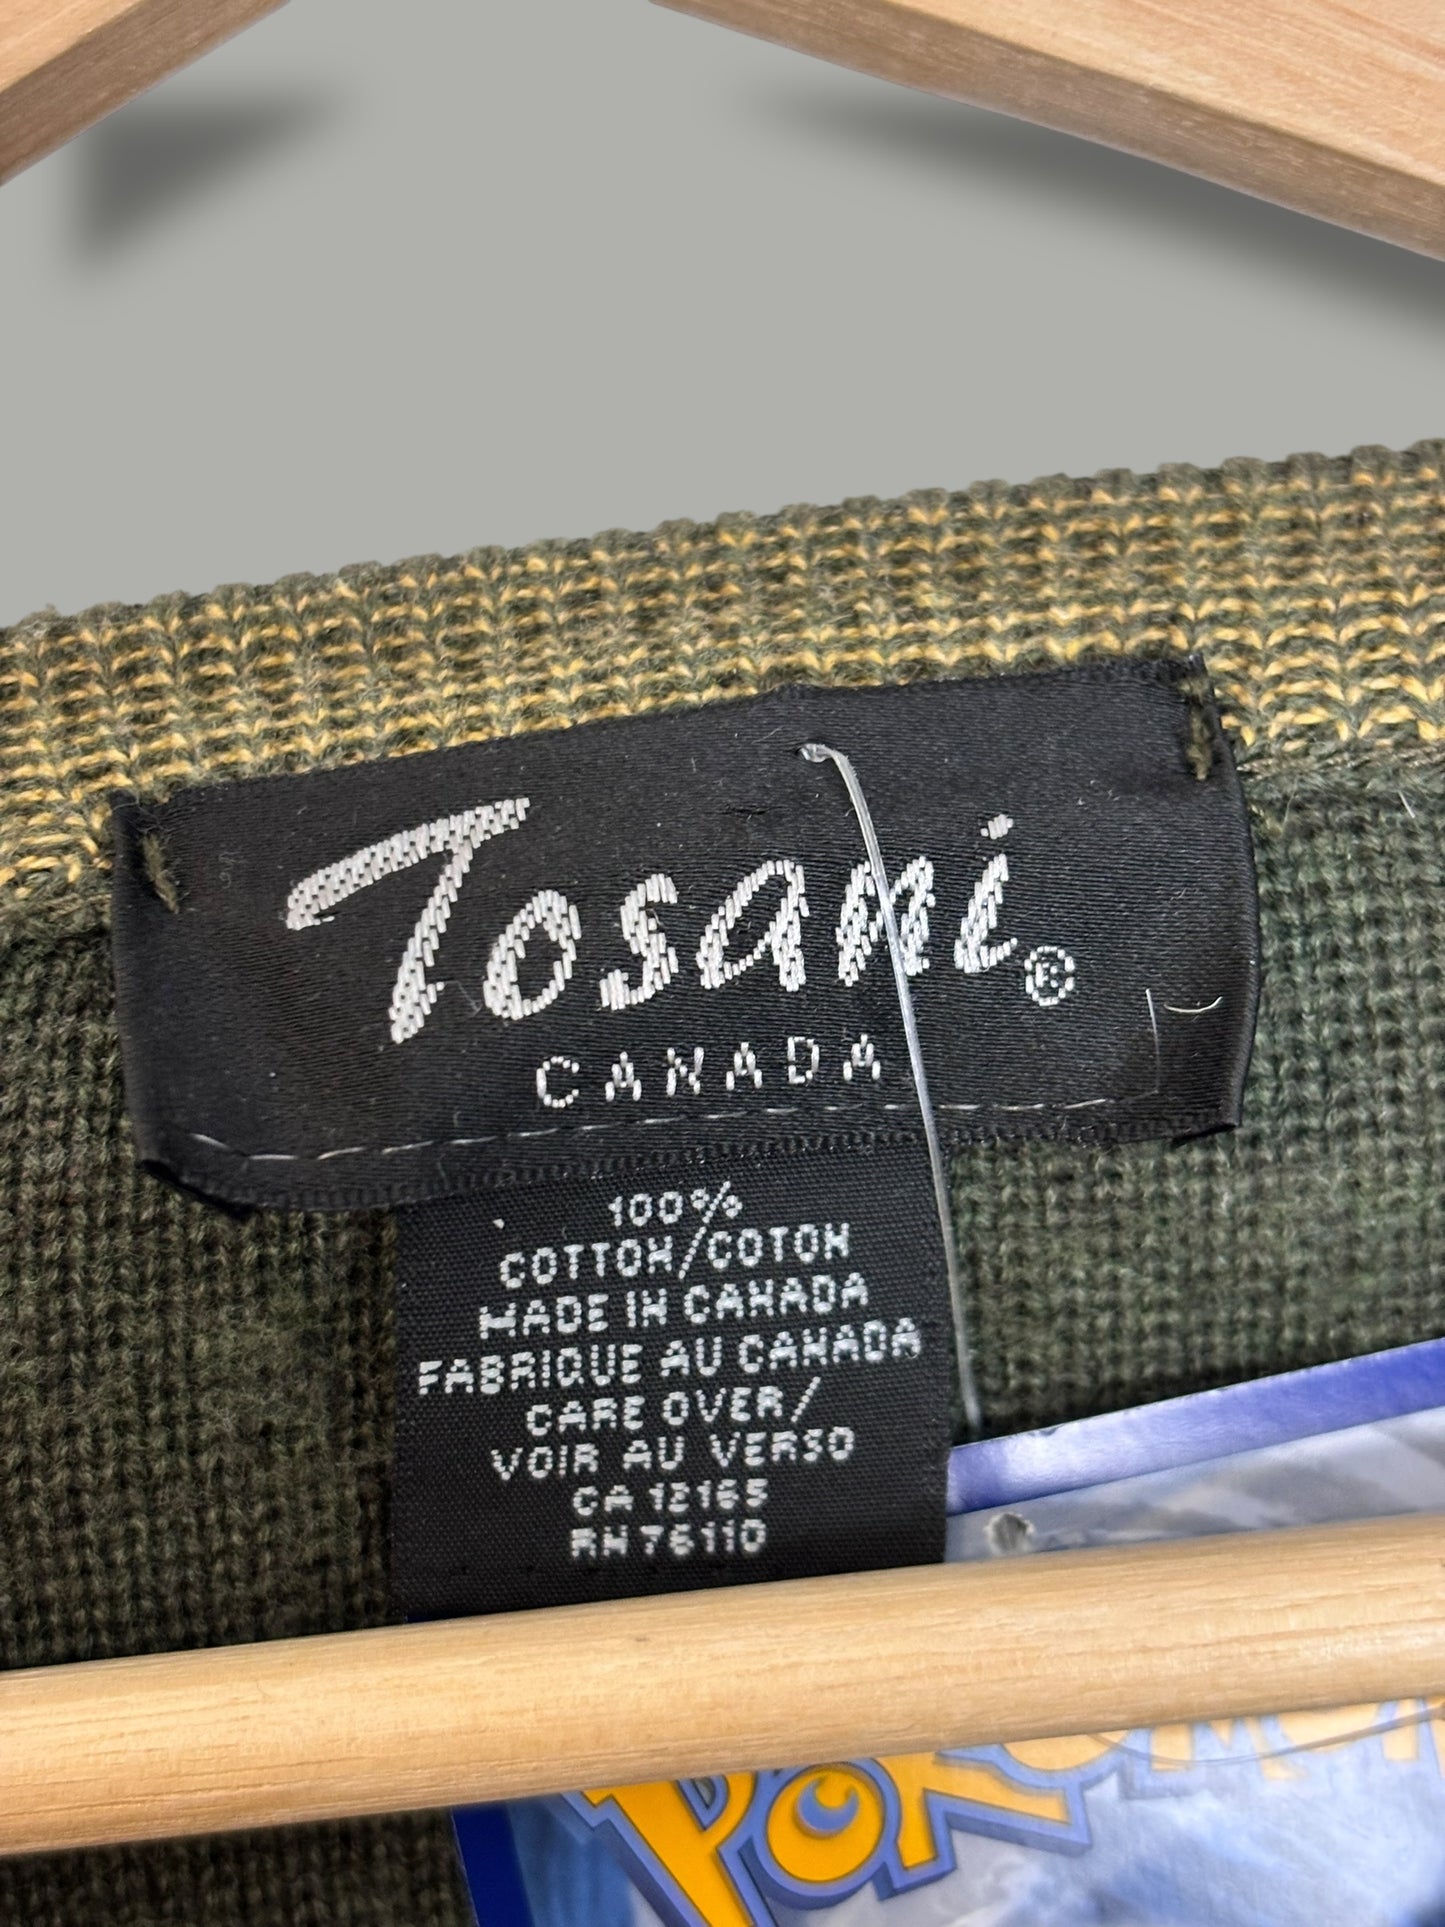 Tosani®
CANADA
100%
COTTON/COTON
MADE IN CANADA
FABRIQUE AU CANADA
CARE OVER/
VOIR AU VERSO
CA 12165
RN 76110
POKéMON